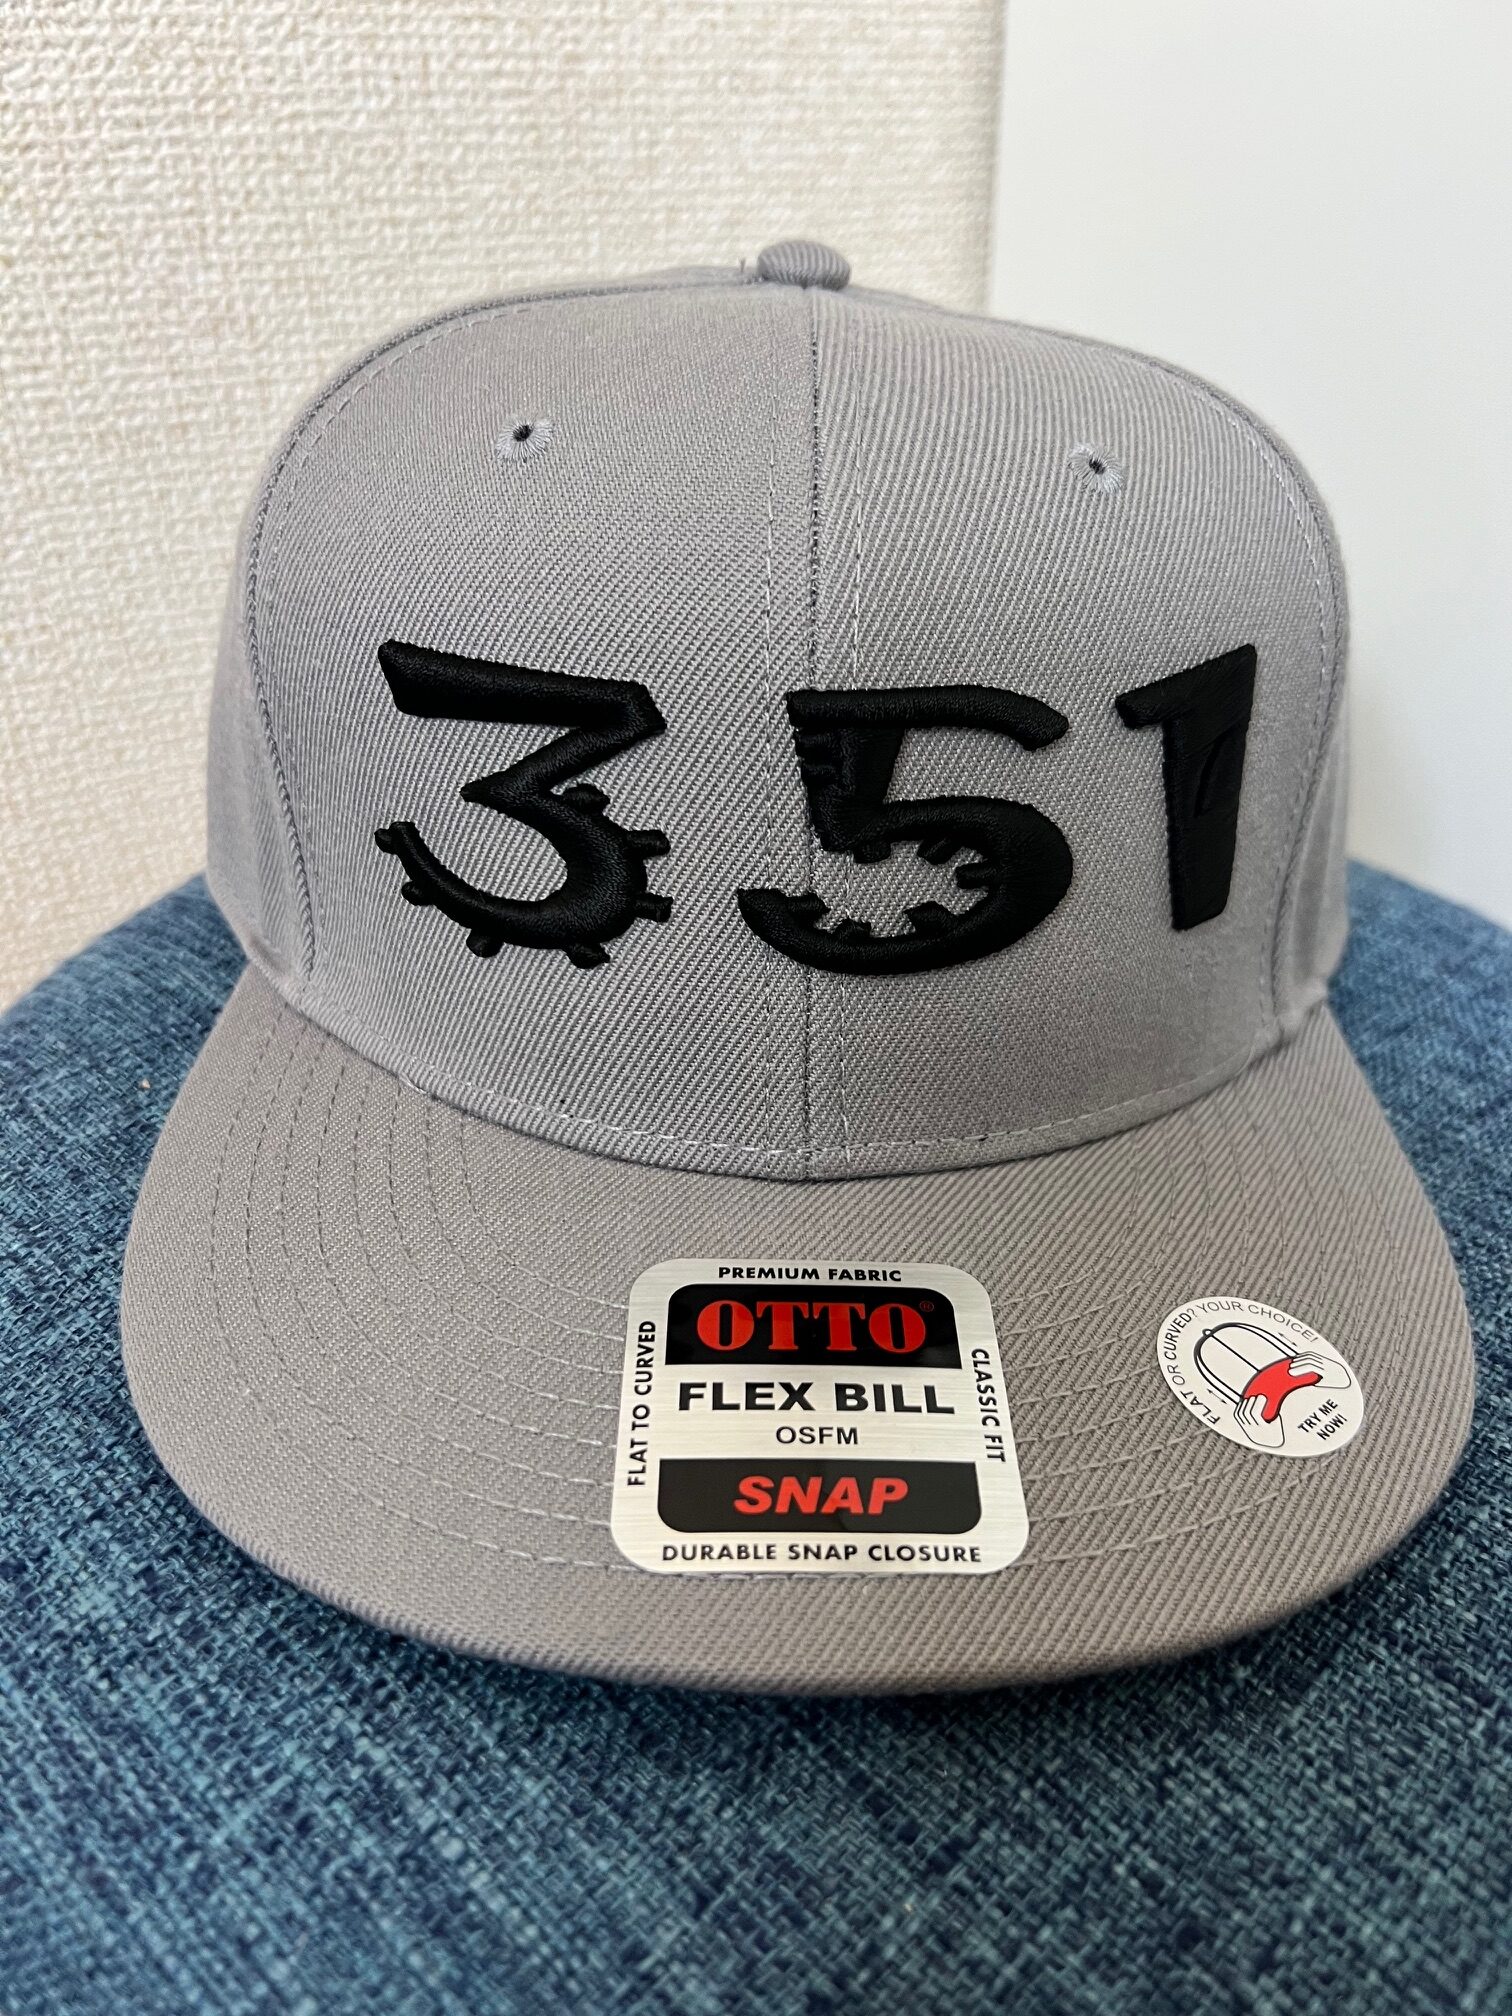 351
PREMIUM FABRIC
OTTO®
FLAT TO CURVED
FLEX BILL
OSFM
CLASSIC FIT
SNAP
DURABLE SNAP CLOSURE
FLAT OR CURVED? YOUR CHOICE!
TRY ME
NOW!